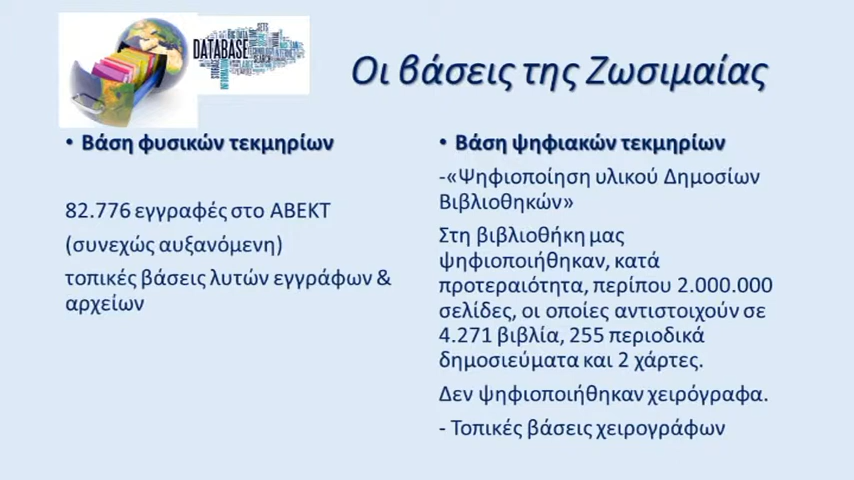 DATABASE
Οι βάσεις της Ζωσιμαίας
• Βάση φυσικών τεκμηρίων
82.776 εγγραφές στο ΑΒΕΚΤ
(συνεχώς αυξανόμενη)
τοπικές βάσεις λυτών εγγράφων &
αρχείων
• Βάση ψηφιακών τεκμηρίων
-«Ψηφιοποίηση υλικού Δημοσίων
Βιβλιοθηκών»
Στη βιβλιοθήκη μας
ψηφιοποιήθηκαν, κατά
προτεραιότητα, περίπου 2.000.000
σελίδες, οι οποίες αντιστοιχούν σε
4.271 βιβλία, 255 περιοδικά
δημοσιεύματα και 2 χάρτες.
Δεν ψηφιοποιήθηκαν χειρόγραφα.
- Τοπικές βάσεις χειρογράφων